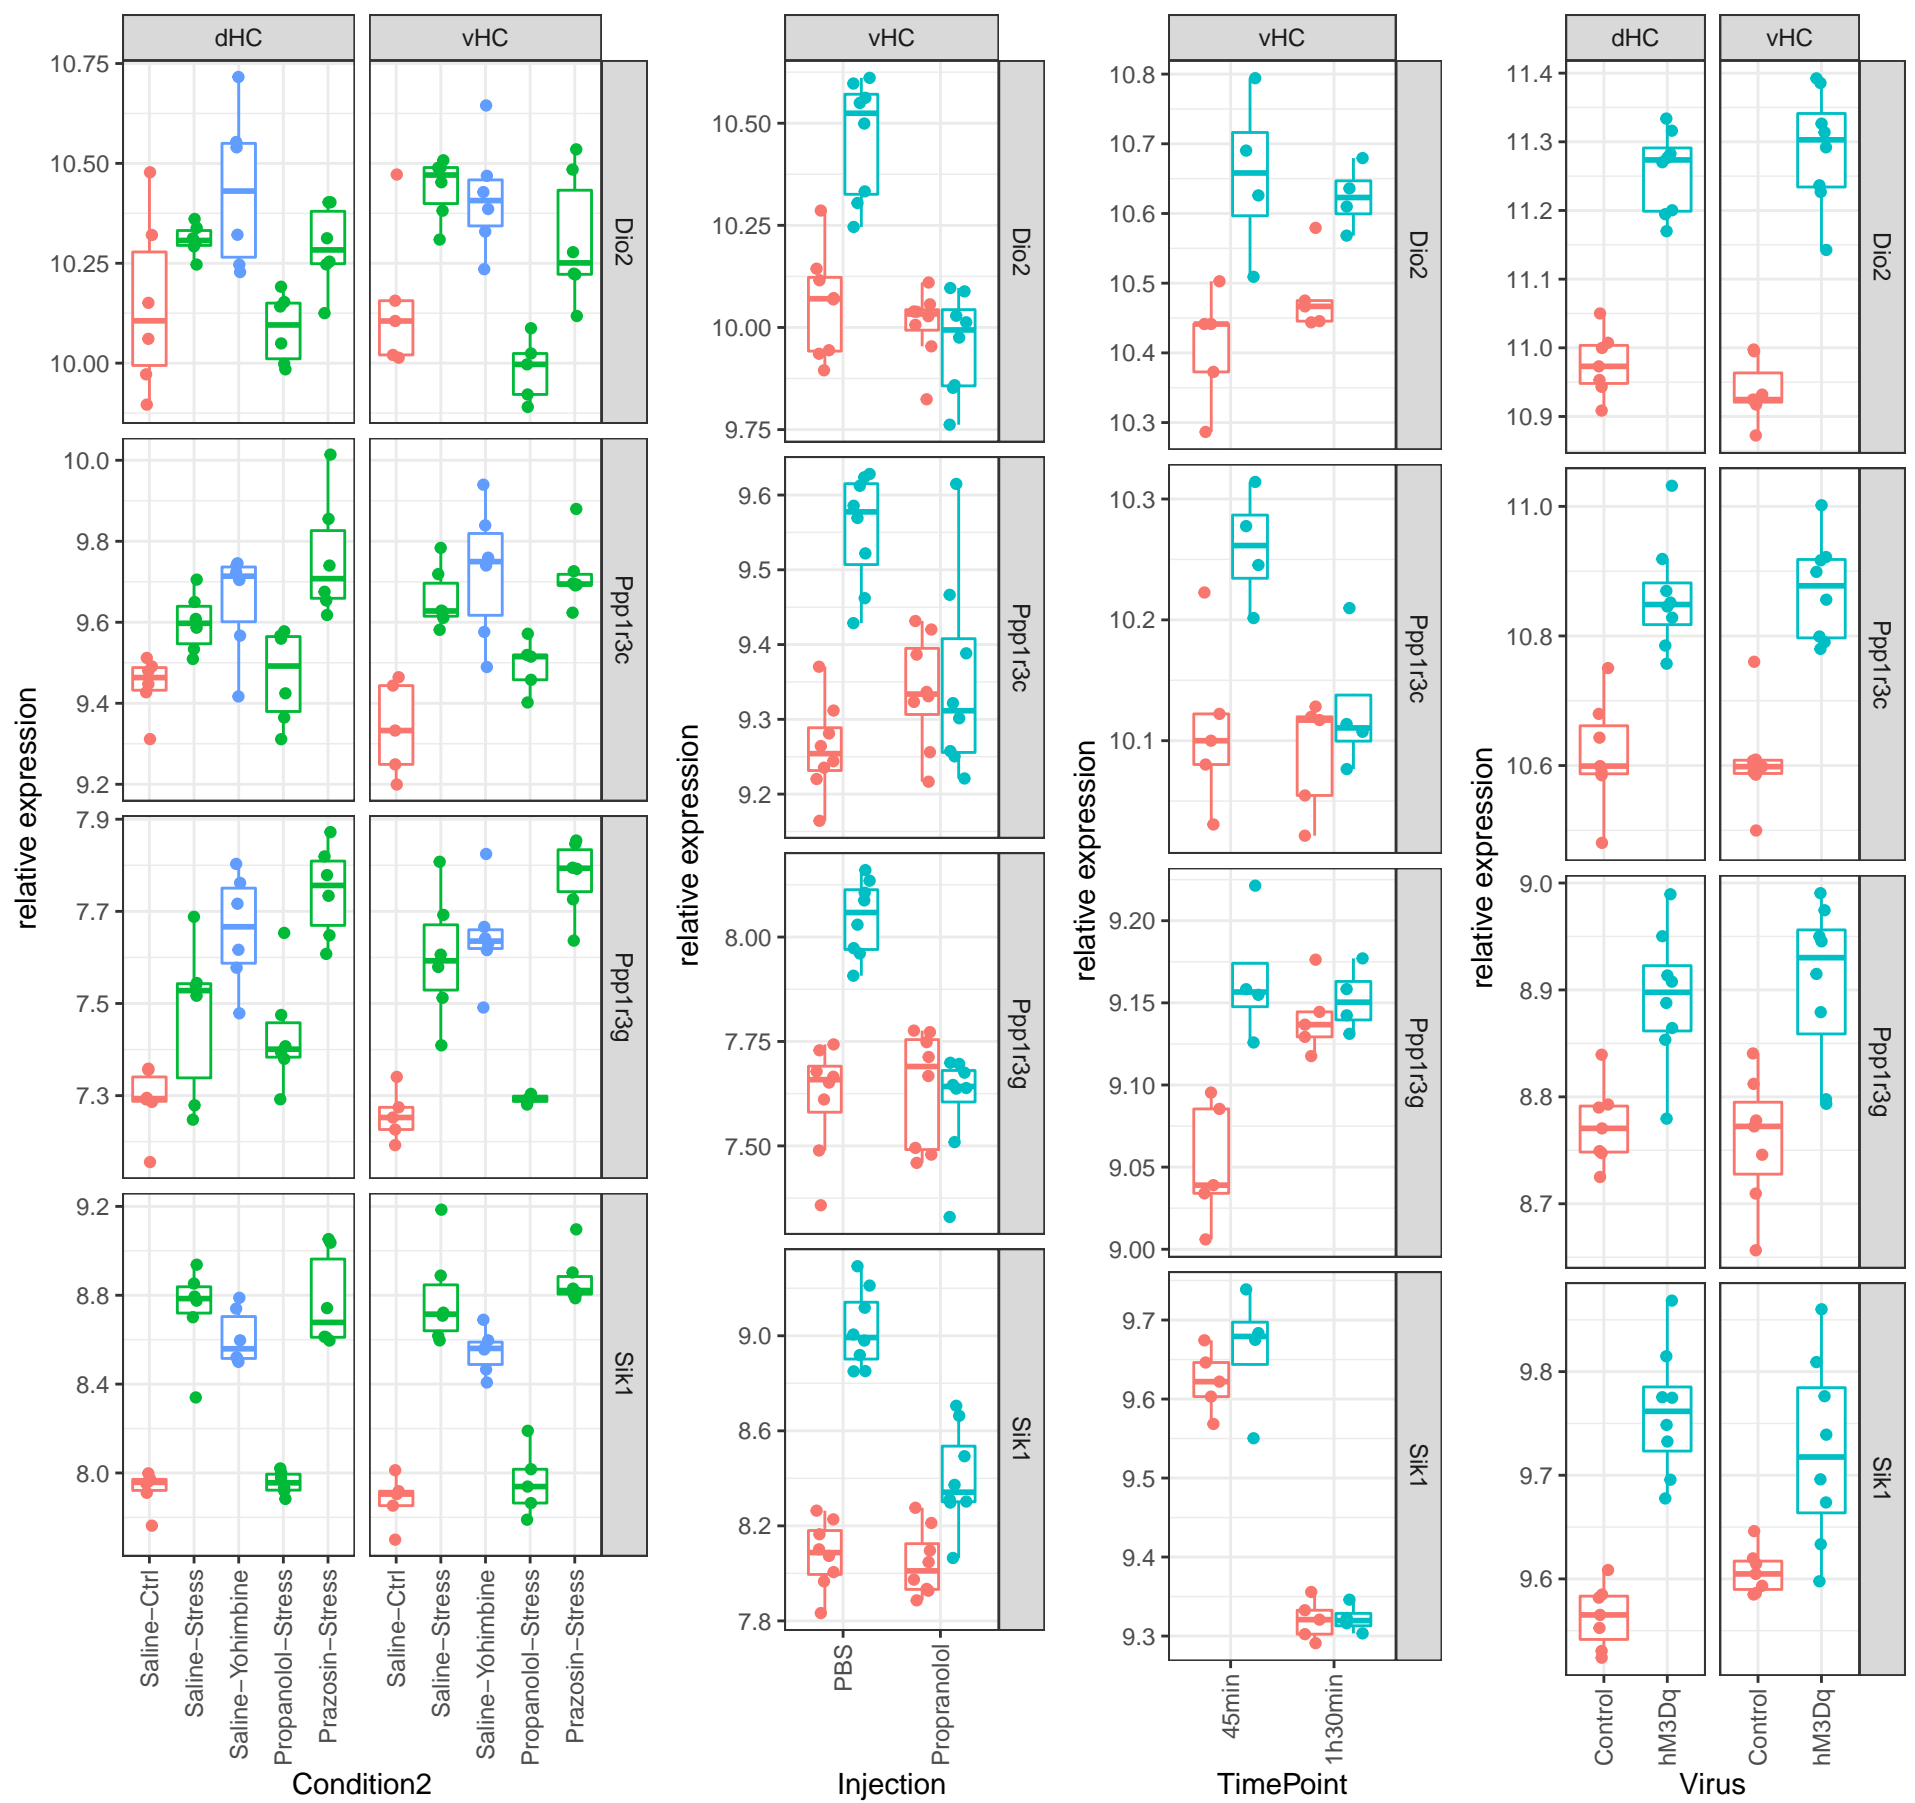 dHC
vHC
relative expression
10.75
10.50
10.25
10.00
Dio2
10.0
9.8
9.6
9.4
9.2
Ppp1r3c
7.9
7.7
7.5
7.3
Ppp1r3g
9.2
8.8
8.4
8.0
Sik1
Saline−Ctrl
Saline−Stress
Saline−Yohimbine
Propanolol−Stress
Prazosin−Stress
Saline−Ctrl
Saline−Stress
Saline−Yohimbine
Propanolol−Stress
Prazosin−Stress
Condition2
vHC
relative expression
10.50
10.25
10.00
9.75
Dio2
9.6
9.5
9.4
9.3
9.2
Ppp1r3c
8.00
7.75
7.50
Ppp1r3g
9.0
8.6
8.2
7.8
Sik1
PBS
Propranolol
Injection
vHC
relative expression
10.8
10.7
10.6
10.5
10.4
10.3
Dio2
10.3
10.2
10.1
Ppp1r3c
9.20
9.15
9.10
9.05
9.00
Ppp1r3g
9.7
9.6
9.5
9.4
9.3
Sik1
45min
1h30min
TimePoint
dHC
vHC
relative expression
11.4
11.3
11.2
11.1
11.0
10.9
Dio2
11.0
10.8
10.6
Ppp1r3c
9.0
8.9
8.8
8.7
Ppp1r3g
9.8
9.7
9.6
Sik1
Control
hM3Dq
Control
hM3Dq
Virus